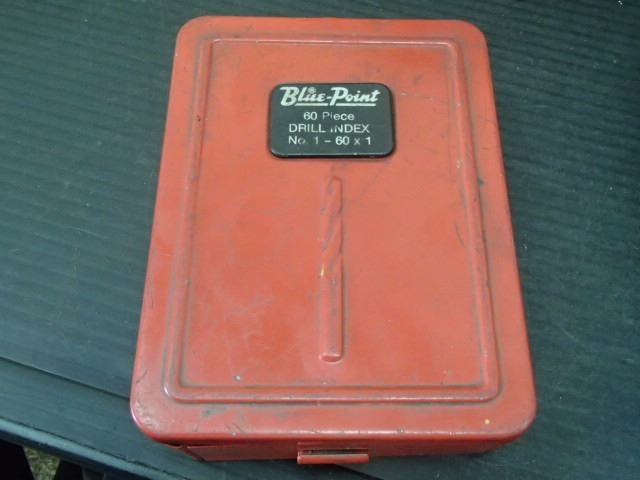 Blue-Point
60 Piece
DRILL INDEX
No. 1 - 60 x 1